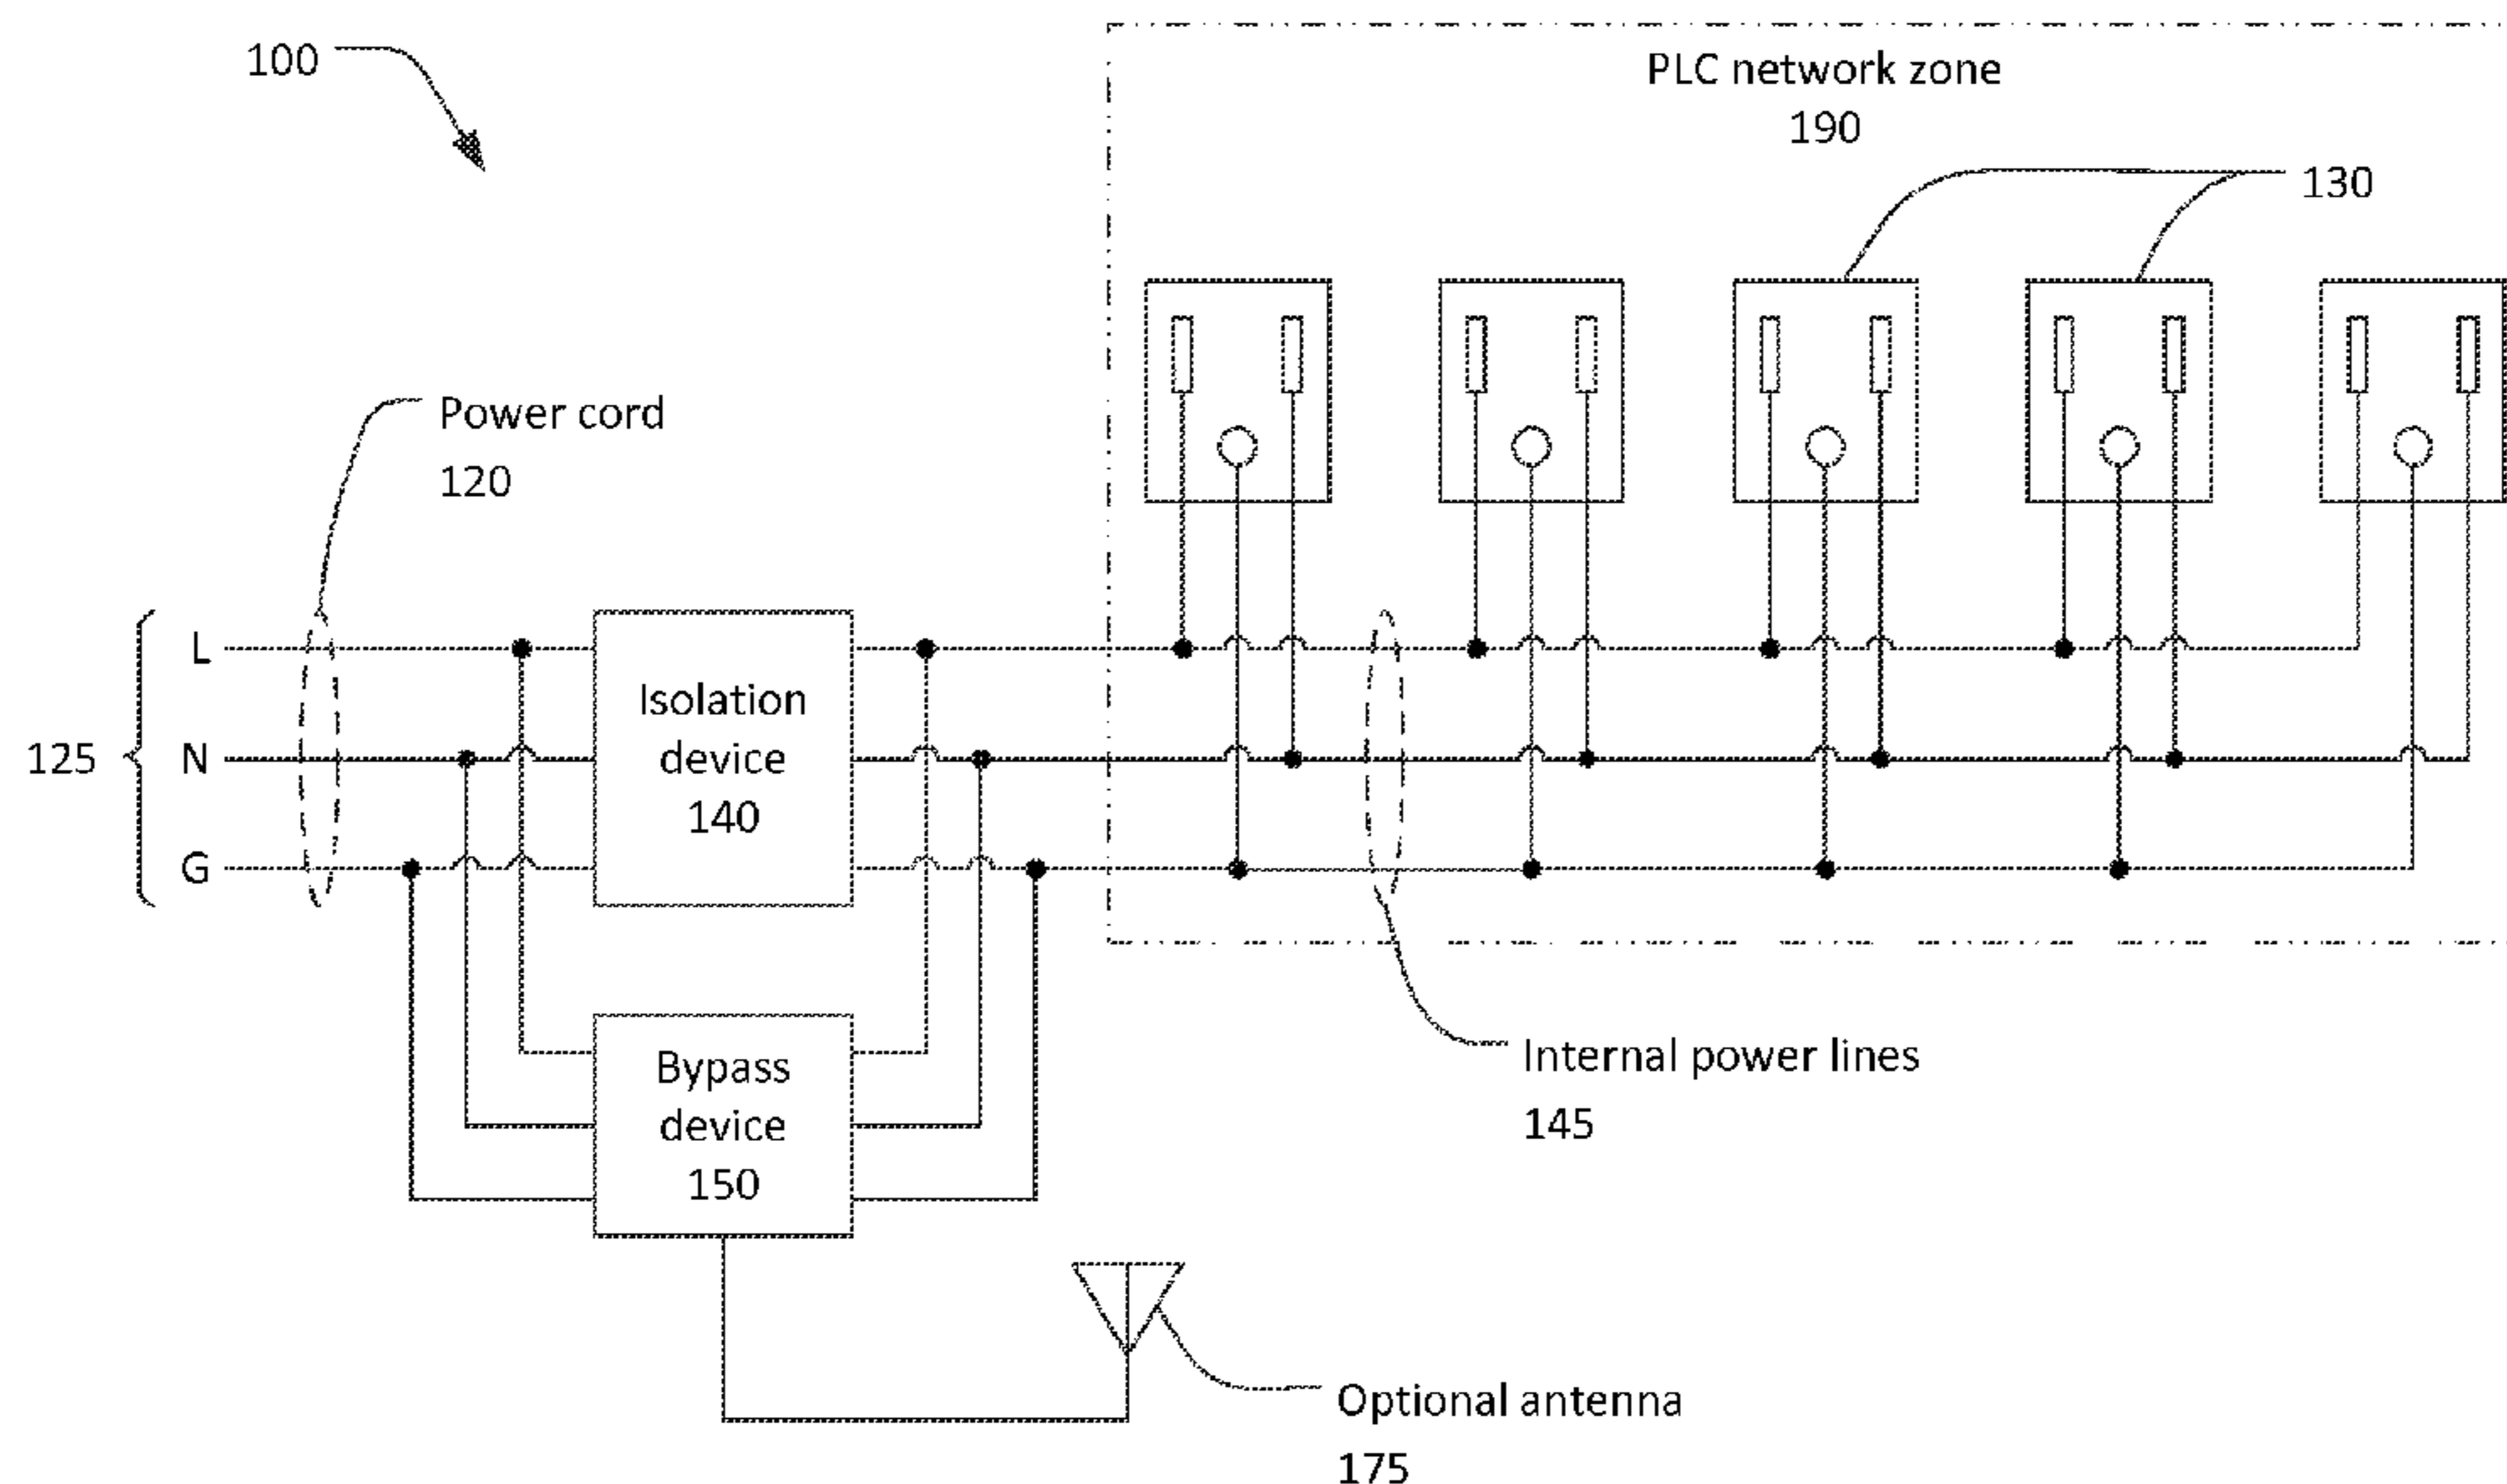 100
PLC network zone
190
130
Power cord
120
125
L
N
G
Isolation
device
140
Internal power lines
145
Bypass
device
150
Optional antenna
175